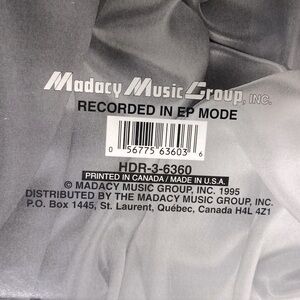 Madacy Music Group, INC.
RECORDED IN EP MODE
0 56775 63603 6
HDR-3-6360
PRINTED IN CANADA / MADE IN U.S.A.
© MADACY MUSIC GROUP, INC. 1995
DISTRIBUTED BY THE MADACY MUSIC GROUP, INC.
P.O. Box 1445, St. Laurent, Québec, Canada H4L 4Z1